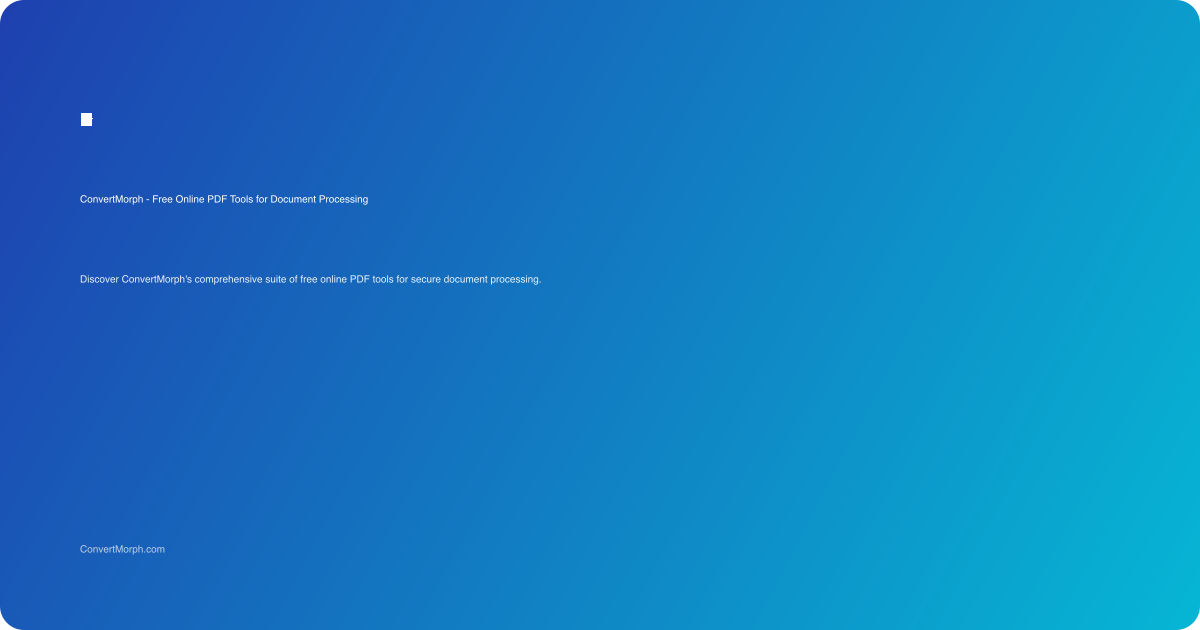 ConvertMorph - Free Online PDF Tools for Document Processing
Discover ConvertMorph's comprehensive suite of free online PDF tools for secure document processing.
ConvertMorph.com